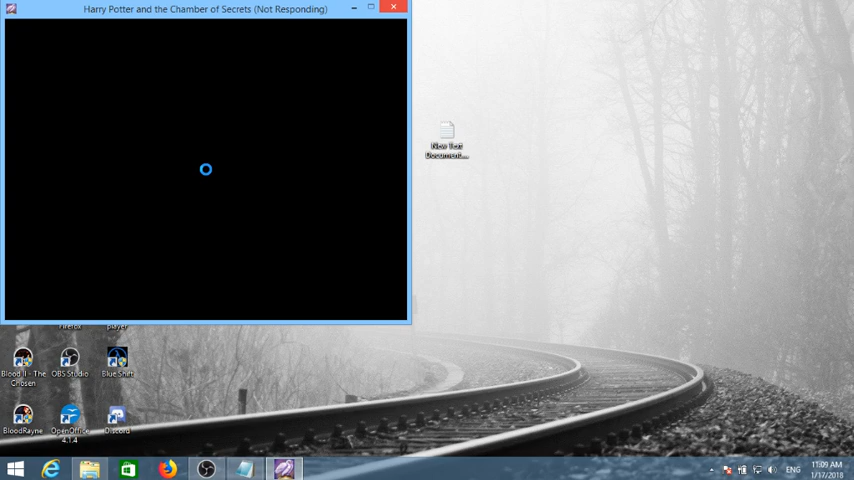 Harry Potter and the Chamber of Secrets (Not Responding)
New Text
Document....
Firefox
player
Blood II - The
Chosen
OBS Studio
Blue Shift
BloodRayne
OpenOffice
4.1.4
Discord
ENG
11:09 AM
1/17/2018